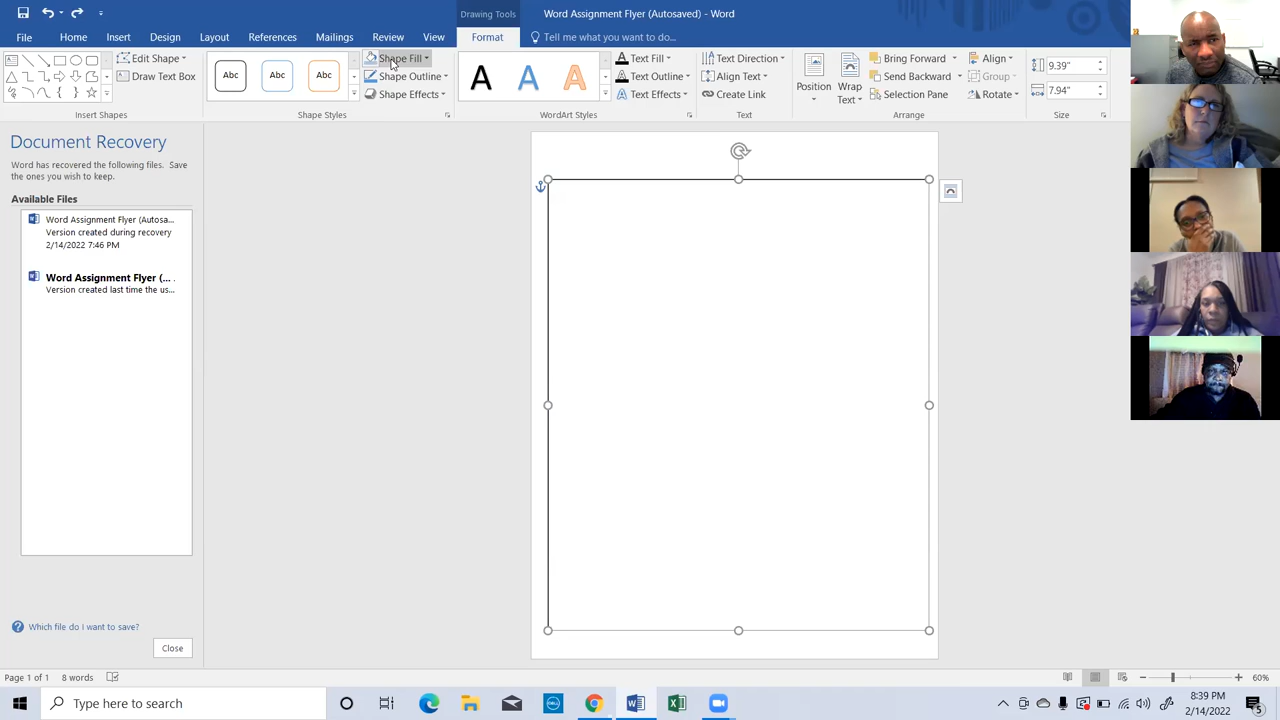 Drawing Tools
Word Assignment Flyer (Autosaved) - Word
File Home Insert Design Layout References Mailings Review View Format Tell me what you want to do...
Edit Shape
Draw Text Box
Insert Shapes
Abc Abc Abc
Shape Fill
Shape Outline
Shape Effects
Shape Styles
A A A
Text Fill
Text Outline
Text Effects
WordArt Styles
Text Direction
Align Text
Create Link
Text
Position
Wrap
Text
Bring Forward
Send Backward
Selection Pane
Align
Group
Rotate
Arrange
9.39"
7.94"
Size
Document Recovery
Word has recovered the following files. Save
the ones you wish to keep.
Available Files
Word Assignment Flyer (Autosa...
Version created during recovery
2/14/2022 7:46 PM
Word Assignment Flyer (...
Version created last time the us...
Which file do I want to save?
Close
Page 1 of 1 8 words
60%
Type here to search
DELL
8:39 PM
2/14/2022
5